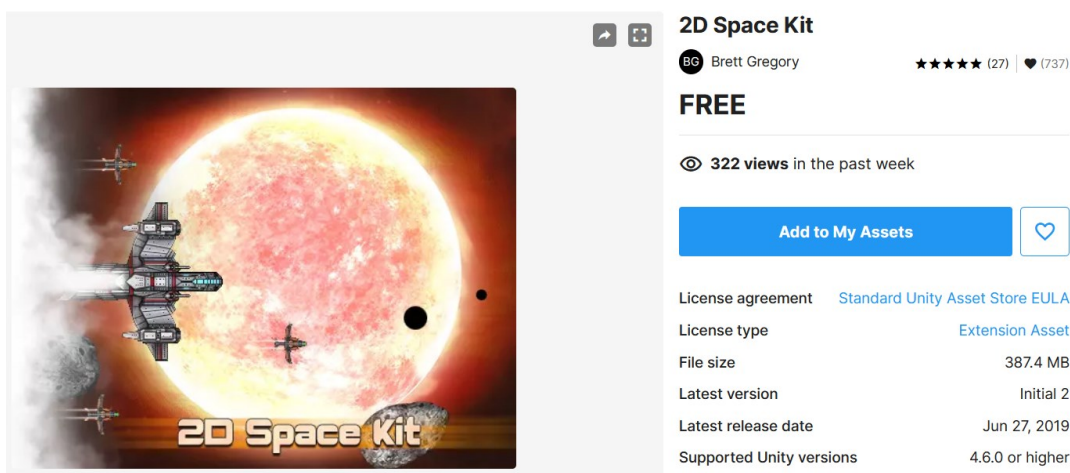 2D Space Kit
BG Brett Gregory (27) (737)
FREE
322 views in the past week
Add to My Assets
License agreement Standard Unity Asset Store EULA
License type Extension Asset
File size 387.4 MB
Latest version Initial 2
Latest release date Jun 27, 2019
Supported Unity versions 4.6.0 or higher
2D Space Kit